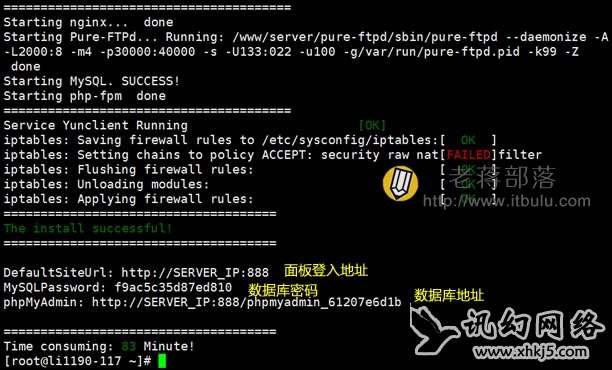 ========================================
Starting nginx...  done
Starting Pure-FTPd... Running: /www/server/pure-ftpd/sbin/pure-ftpd --daemonize -A
-L2000:8 -m4 -p30000:40000 -s -U133:022 -u100 -g/var/run/pure-ftpd.pid -k99 -Z
 done
Starting MySQL. SUCCESS!
Starting php-fpm  done
========================================
Service Yunclient Running [OK]
iptables: Saving firewall rules to /etc/sysconfig/iptables:[  OK  ]
iptables: Setting chains to policy ACCEPT: security raw nat[FAILED]filter
iptables: Flushing firewall rules: [  OK  ]
iptables: Unloading modules: [  OK  ]
iptables: Applying firewall rules: [  OK  ]
老蒋部落
http://www.itbulu.com
=====================================
The install successful!
=====================================
DefaultSiteUrl: http://SERVER_IP:888 面板登入地址
MySQLPassword: f9ac5c35d87ed810 数据库密码
phpMyAdmin: http://SERVER_IP:888/phpmyadmin_61207e6d1b 数据库地址
=====================================
Time consuming: 83 Minute!
[root@li1190-117 ~]#
讯幻网络
www.xhkj5.com